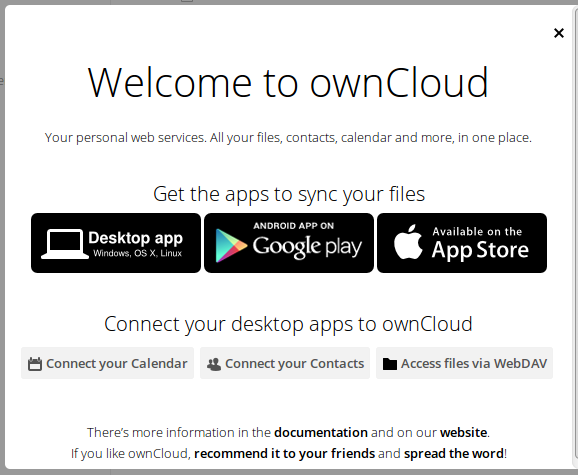 Welcome to ownCloud
Your personal web services. All your files, contacts, calendar and more, in one place.
Get the apps to sync your files
Desktop app
Windows, OS X, Linux
ANDROID APP ON
Google play
Available on the
App Store
Connect your desktop apps to ownCloud
Connect your Calendar
Connect your Contacts
Access files via WebDAV
There's more information in the documentation and on our website.
If you like ownCloud, recommend it to your friends and spread the word!